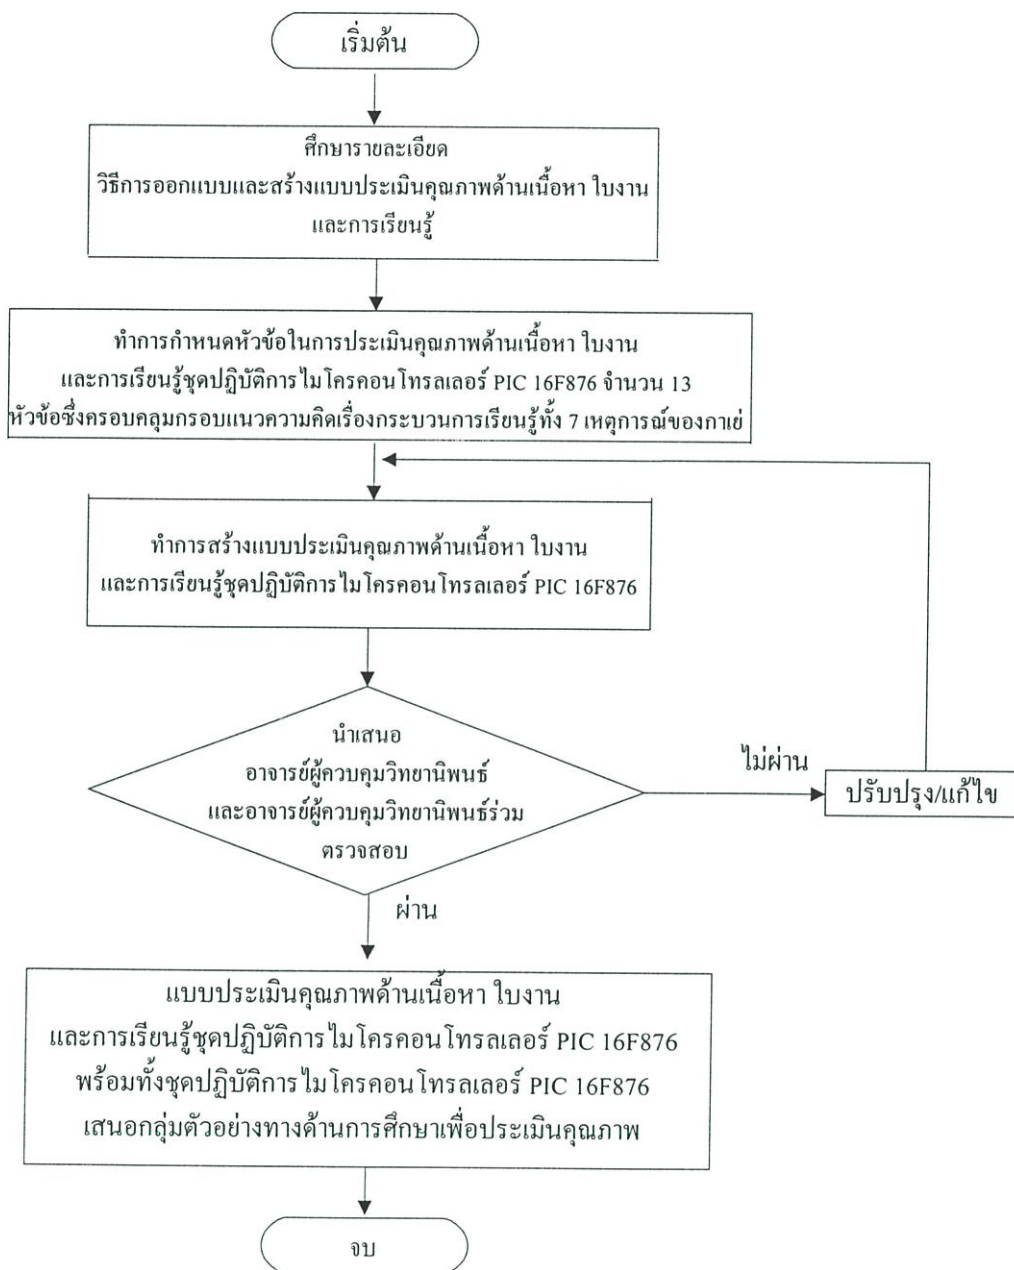 เริ่มต้น
ศึกษารายละเอียด
วิธีการออกแบบและสร้างแบบประเมินคุณภาพด้านเนื้อหา ใบงาน
และการเรียนรู้
ทำการกำหนดหัวข้อในการประเมินคุณภาพด้านเนื้อหา ใบงาน
และการเรียนรู้ชุดปฏิบัติการไมโครคอนโทรลเลอร์ PIC 16F876 จำนวน 13
หัวข้อซึ่งครอบคลุมกรอบแนวความคิดเรื่องกระบวนการเรียนรู้ทั้ง 7 เหตุการณ์ของกาเย่
ทำการสร้างแบบประเมินคุณภาพด้านเนื้อหา ใบงาน
และการเรียนรู้ชุดปฏิบัติการไมโครคอนโทรลเลอร์ PIC 16F876
นำเสนอ
อาจารย์ผู้ควบคุมวิทยานิพนธ์
และอาจารย์ผู้ควบคุมวิทยานิพนธ์ร่วม
ตรวจสอบ
ไม่ผ่าน
ปรับปรุง/แก้ไข
ผ่าน
แบบประเมินคุณภาพด้านเนื้อหา ใบงาน
และการเรียนรู้ชุดปฏิบัติการไมโครคอนโทรลเลอร์ PIC 16F876
พร้อมทั้งชุดปฏิบัติการไมโครคอนโทรลเลอร์ PIC 16F876
เสนอกลุ่มตัวอย่างทางด้านการศึกษาเพื่อประเมินคุณภาพ
จบ